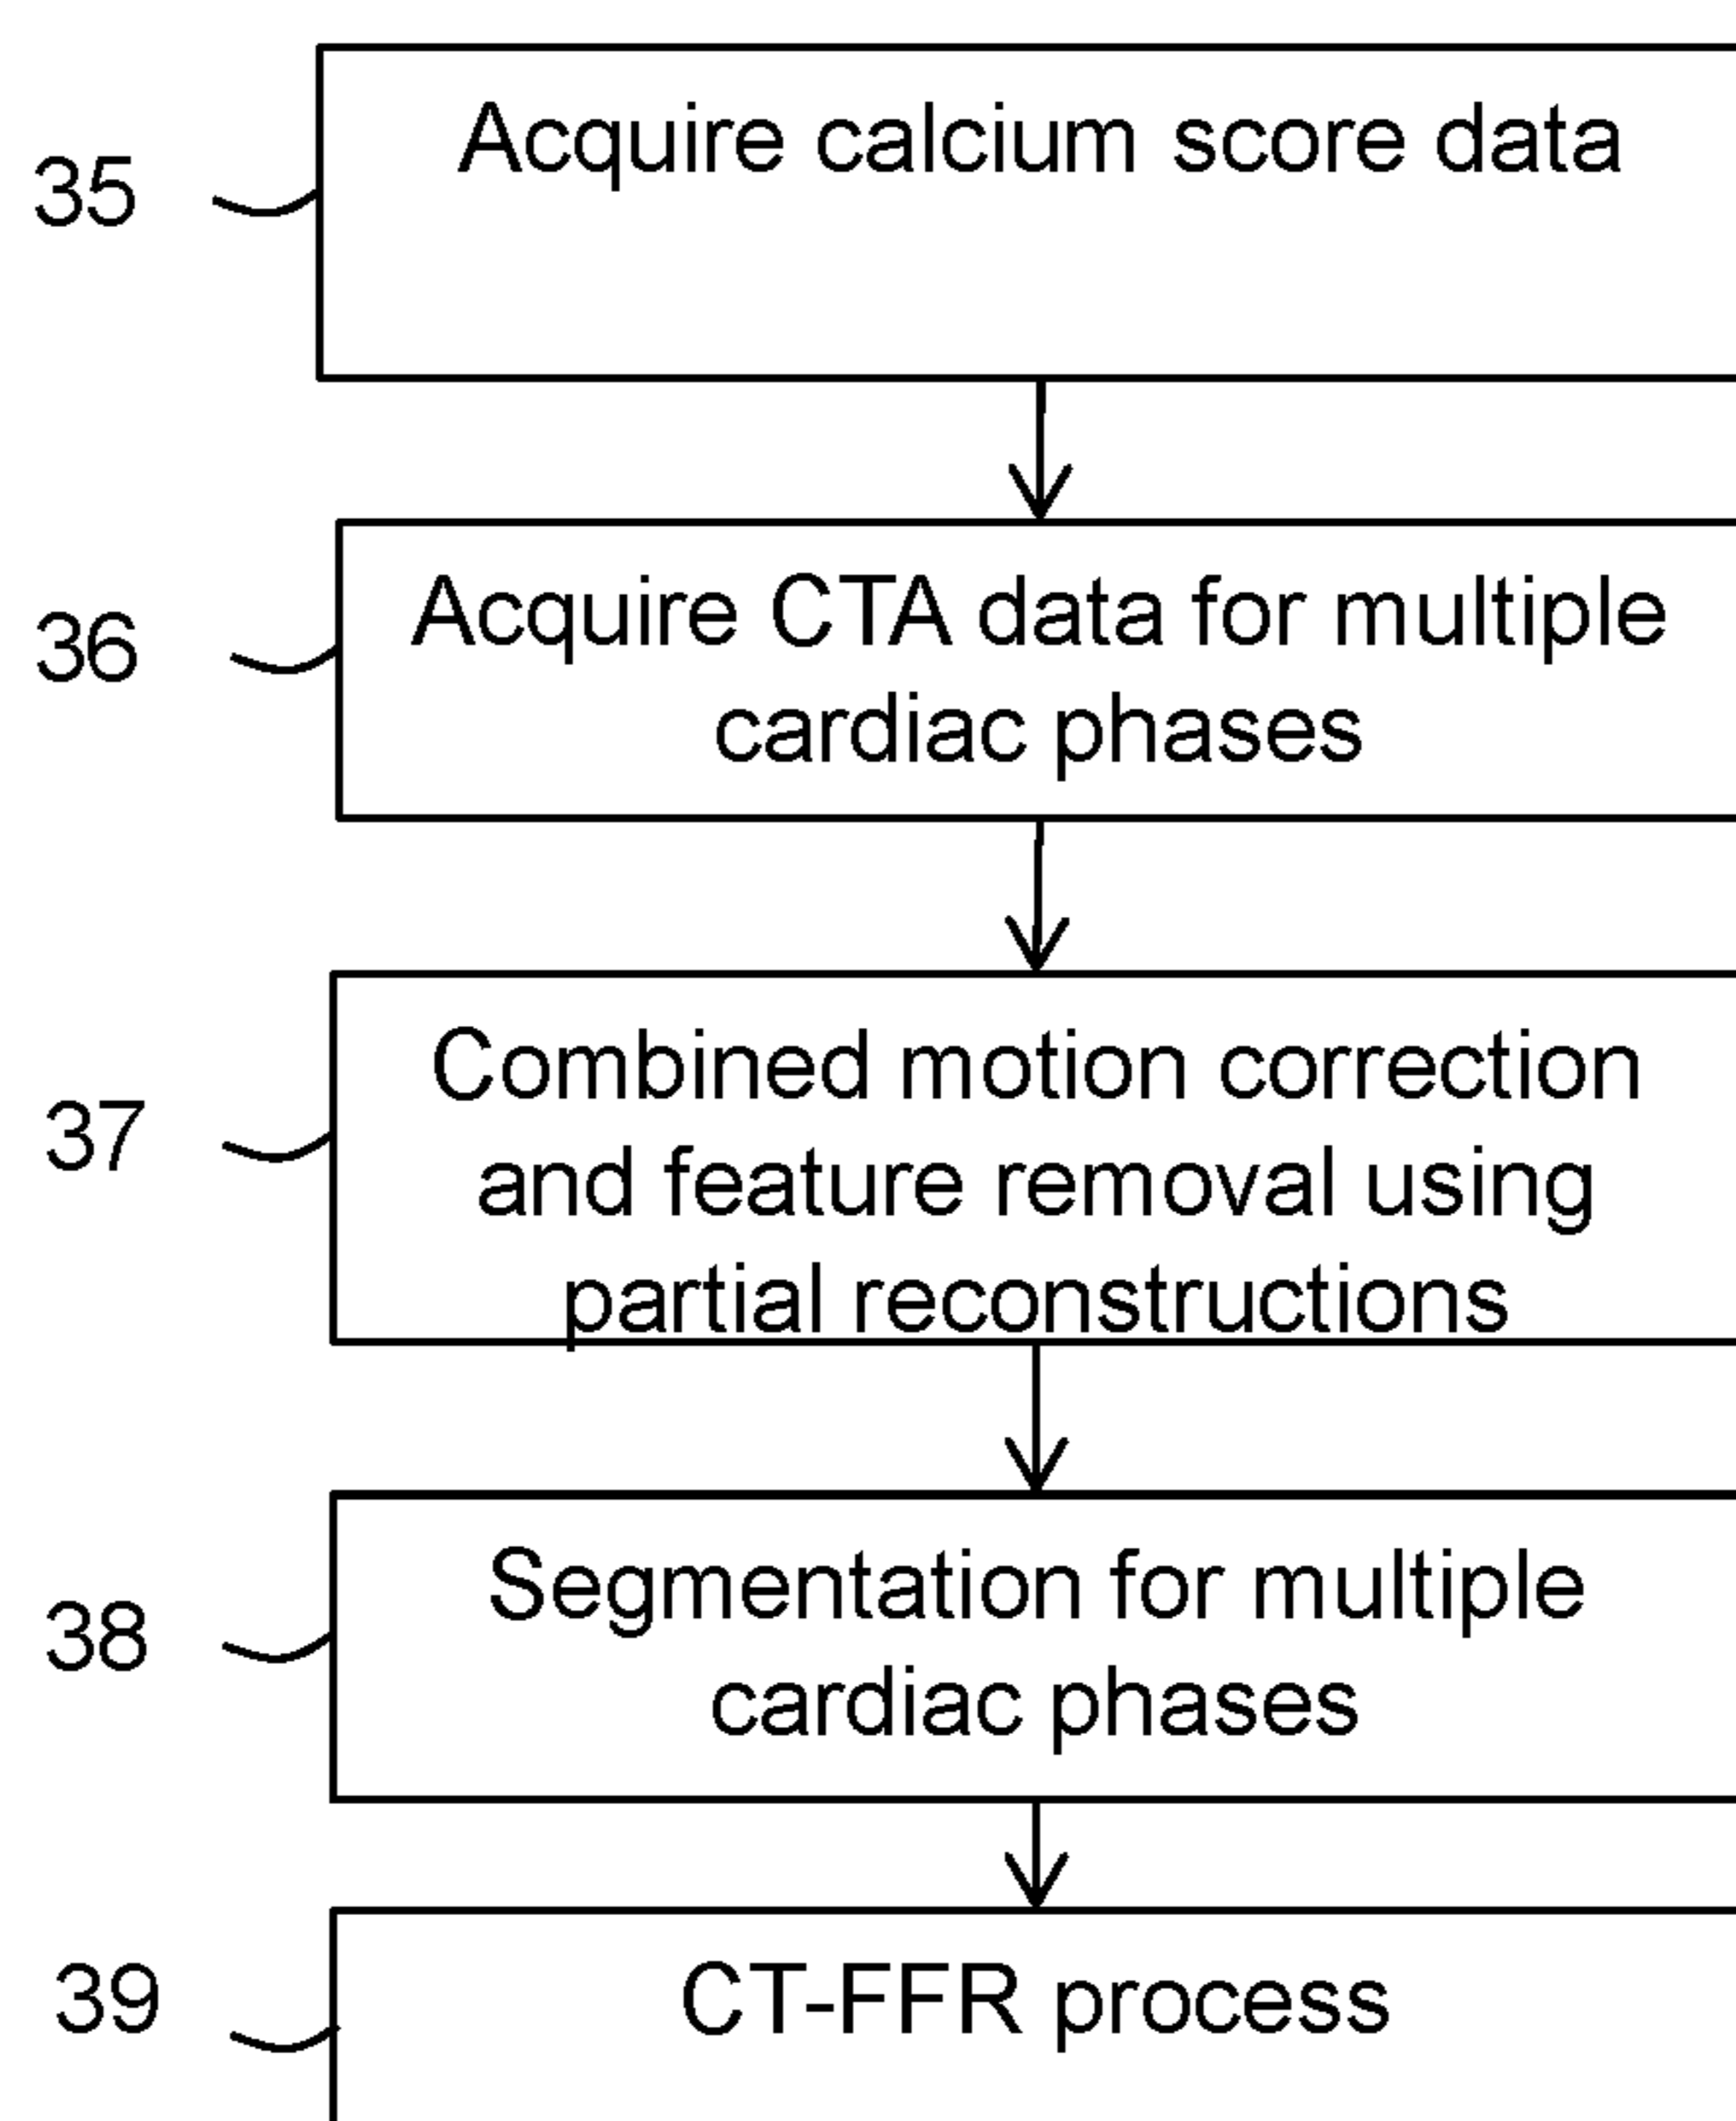 35
Acquire calcium score data
36
Acquire CTA data for multiple
cardiac phases
37
Combined motion correction
and feature removal using
partial reconstructions
38
Segmentation for multiple
cardiac phases
39
CT-FFR process